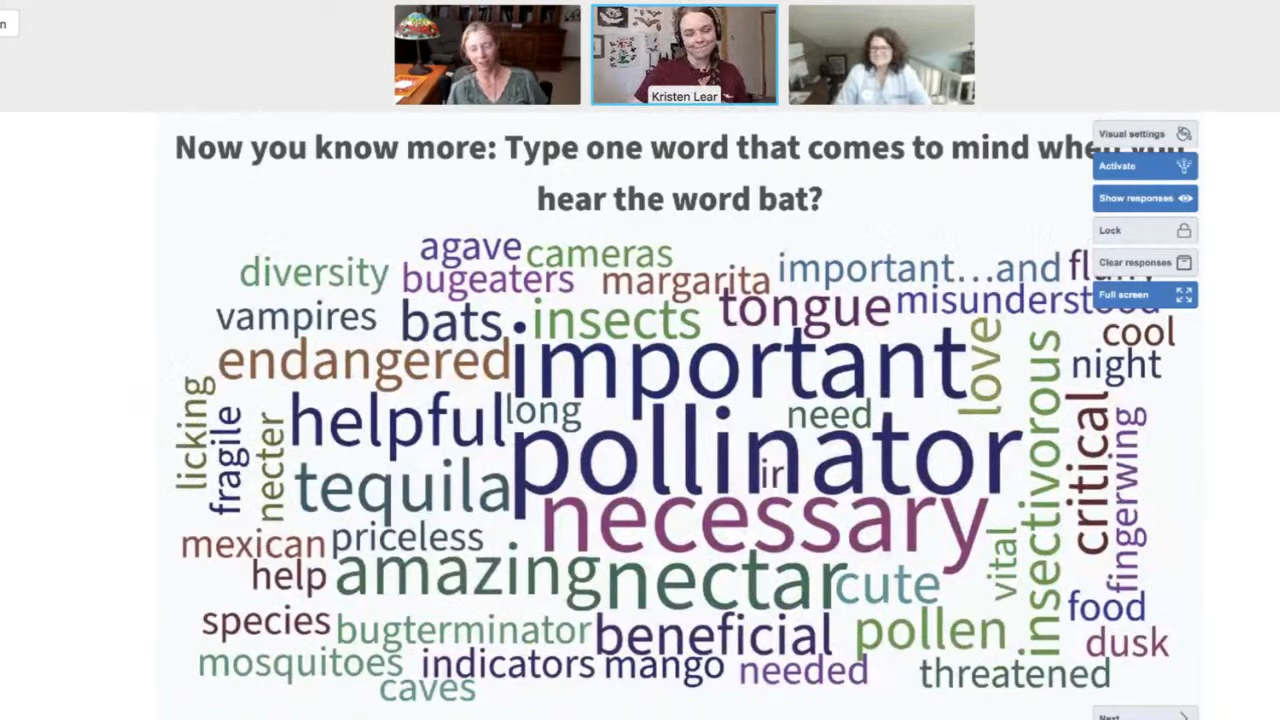 n
Kristen Lear
Now you know more: Type one word that comes to mind when you
hear the word bat?
Visual settings
Activate
Show responses
Lock
Clear responses
Full screen
agave
cameras
diversity
bugeaters
margarita
important...and
vampires
bats
insects
tongue
endangered
important
love
cool
night
licking
fragile
necter
helpful
long
need
pollinator
ir
tequila
necessary
insectivorous
critical
fingerwing
mexican
priceless
help
amazing
nectar
cute
vital
food
species
bugterminator
beneficial
pollen
dusk
mosquitoes
indicators
mango
needed
threatened
caves